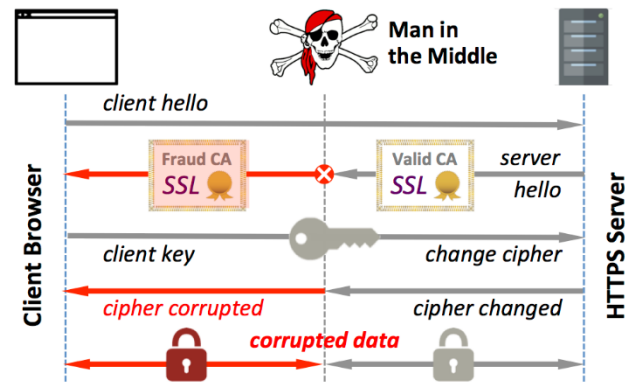 Man in
the Middle
client hello
Fraud CA
SSL
Valid CA
SSL
server
hello
client key
change cipher
cipher corrupted
cipher changed
corrupted data
Client Browser
HTTPS Server